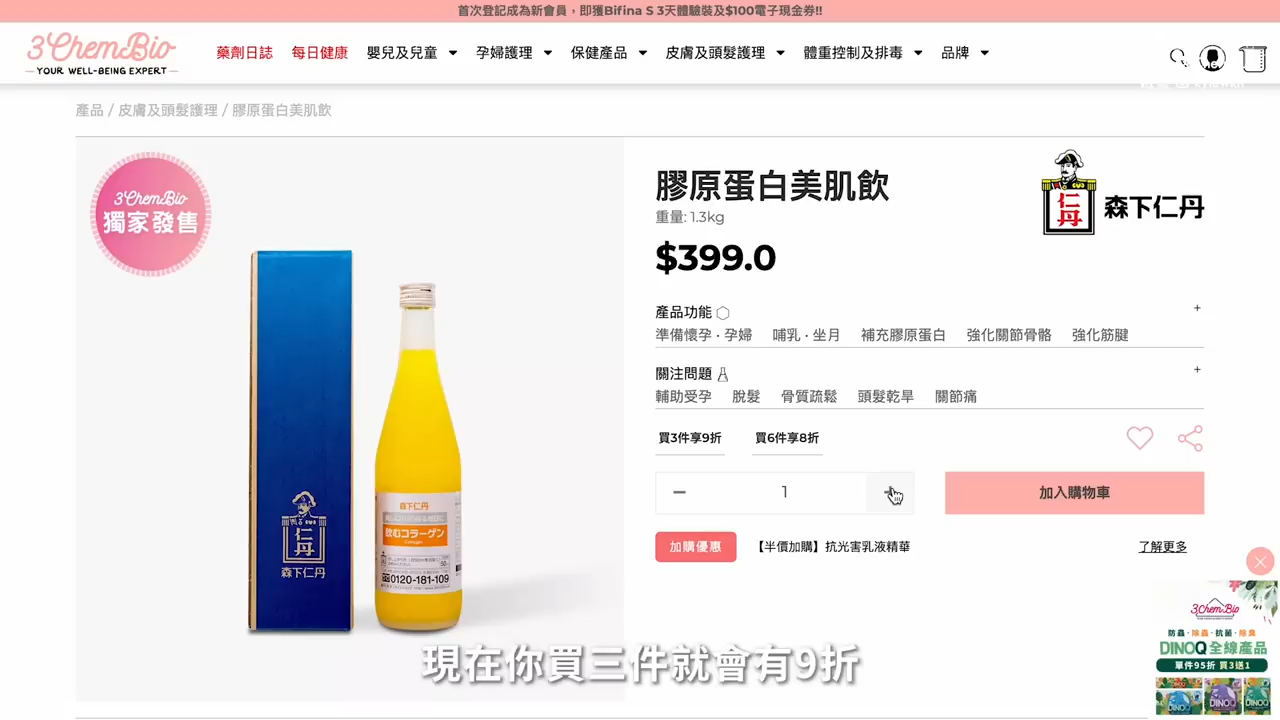 首次登記成為新會員，即獲Bifina S 3天體驗裝及$100電子現金券!!
3ChemBio
YOUR WELL-BEING EXPERT
藥劑日誌 每日健康 嬰兒及兒童 孕婦護理 保健產品 皮膚及頭髮護理 體重控制及排毒 品牌
產品 / 皮膚及頭髮護理 / 膠原蛋白美肌飲
3ChemBio
獨家發售
膠原蛋白美肌飲
仁丹
森下仁丹
重量: 1.3kg
$399.0
產品功能
+
準備懷孕 · 孕婦 哺乳 · 坐月 補充膠原蛋白 強化關節骨骼 強化筋腱
關注問題
+
輔助受孕 脫髮 骨質疏鬆 頭髮乾旱 關節痛
買3件享9折 買6件享8折
− 1
加入購物車
加購優惠
【半價加購】抗光害乳液精華
了解更多
仁丹
森下仁丹
森下仁丹
飲むコラーゲン
Collagen
0120-181-109
3ChemBio
防蟲·除蟲·抗菌·除臭
DINOQ全線產品
單件95折 買3送1
DINOQ DINOQ DINOQ
現在你買三件就會有9折